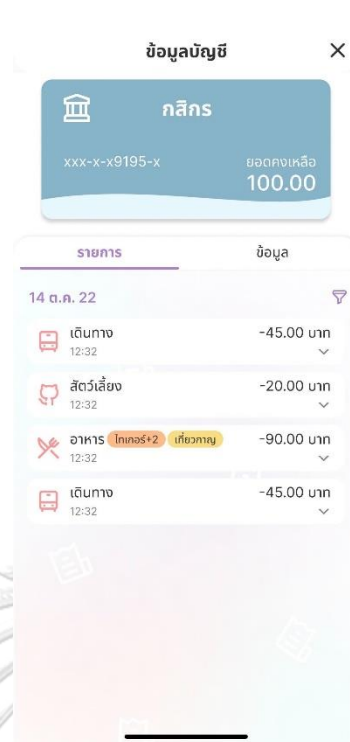 ข้อมูลบัญชี
กสิกร
xxx-x-x9195-x
ยอดคงเหลือ
100.00
รายการ
ข้อมูล
14 ต.ค. 22
เดินทาง -45.00 บาท
12:32
สัตว์เลี้ยง -20.00 บาท
12:32
อาหาร ไทเกอร์+2 เที่ยวกาญ -90.00 บาท
12:32
เดินทาง -45.00 บาท
12:32